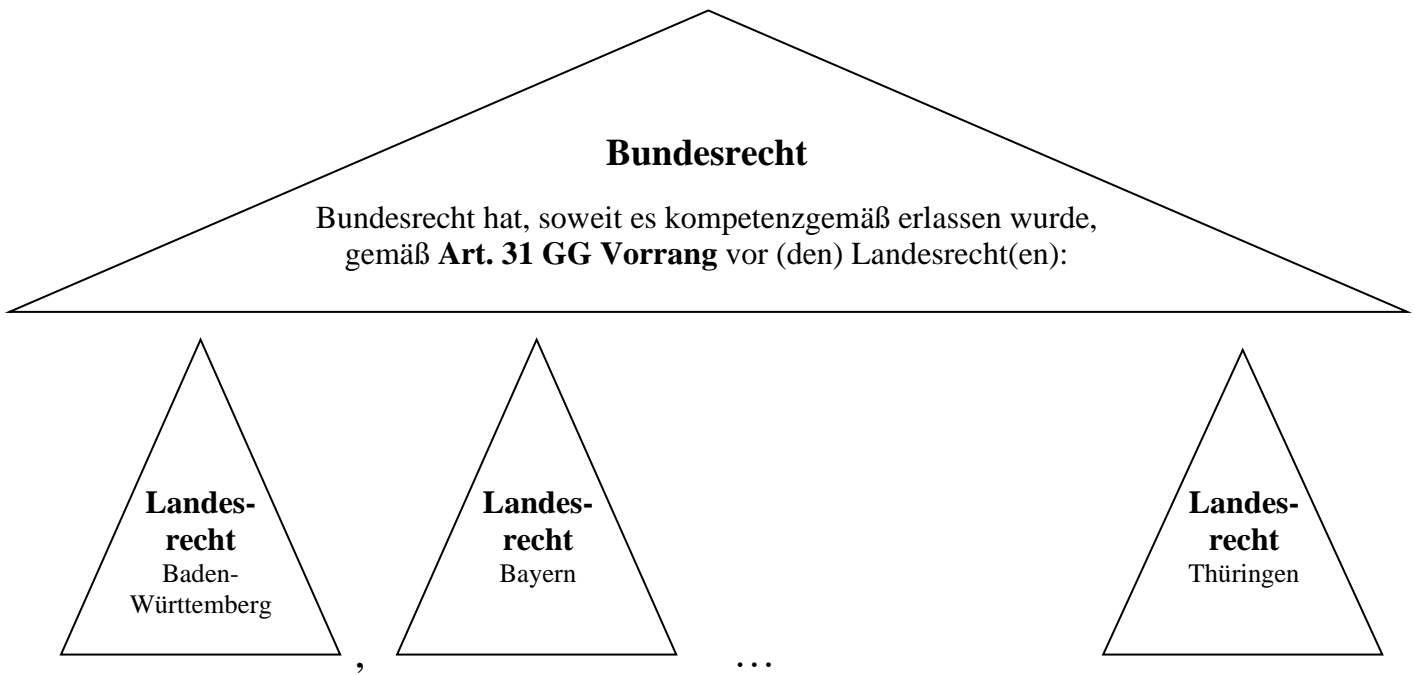 Bundesrecht
Bundesrecht hat, soweit es kompetenzgemäß erlassen wurde,
gemäß Art. 31 GG Vorrang vor (den) Landesrecht(en):
Landes-
recht
Baden-
Württemberg
,
Landes-
recht
Bayern
…
Landes-
recht
Thüringen